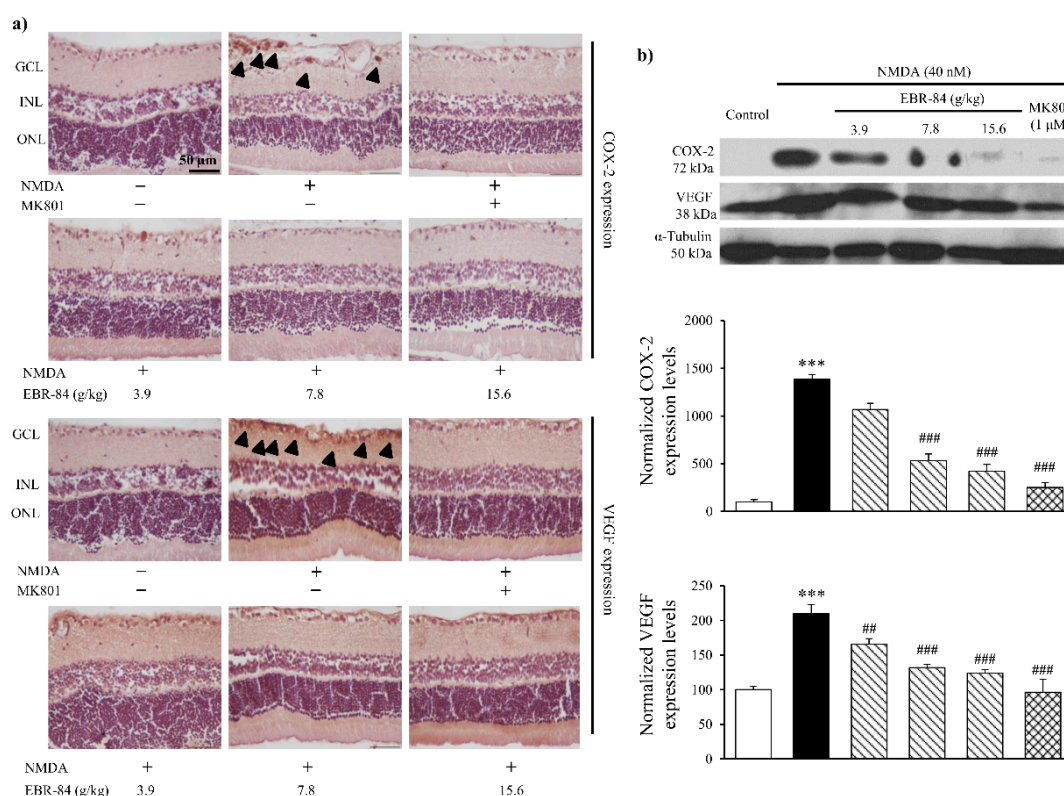 a)
GCL
INL
ONL
50 μm
NMDA − + +
MK801 − − +
COX-2 expression
NMDA + + +
EBR-84 (g/kg) 3.9 7.8 15.6
GCL
INL
ONL
NMDA − + +
MK801 − − +
VEGF expression
NMDA + + +
EBR-84 (g/kg) 3.9 7.8 15.6
b)
NMDA (40 nM)
EBR-84 (g/kg)
Control 3.9 7.8 15.6
(1 μM)
COX-2
72 kDa
VEGF
38 kDa
α-Tubulin
50 kDa
Normalized COX-2
expression levels
2000
1500
1000
500
0
***
###
###
###
Normalized VEGF
expression levels
250
200
150
100
50
0
***
##
###
###
###